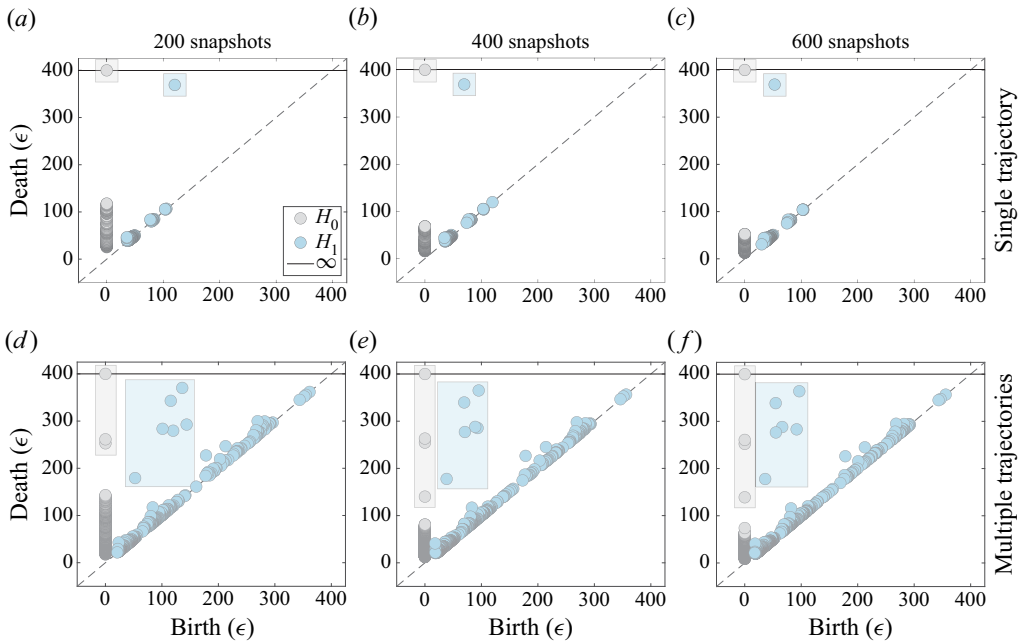 (a) (b) (c)
200 snapshots 400 snapshots 600 snapshots
400 400 400
300 300 300
200 200 200
100 100 100
0 0 0
Death (ϵ)
H0
H1
∞
0 100 200 300 400 0 100 200 300 400 0 100 200 300 400
Single trajectory
(d) (e) (f)
400 400 400
300 300 300
200 200 200
100 100 100
0 0 0
Death (ϵ)
0 100 200 300 400 0 100 200 300 400 0 100 200 300 400
Birth (ϵ) Birth (ϵ) Birth (ϵ)
Multiple trajectories